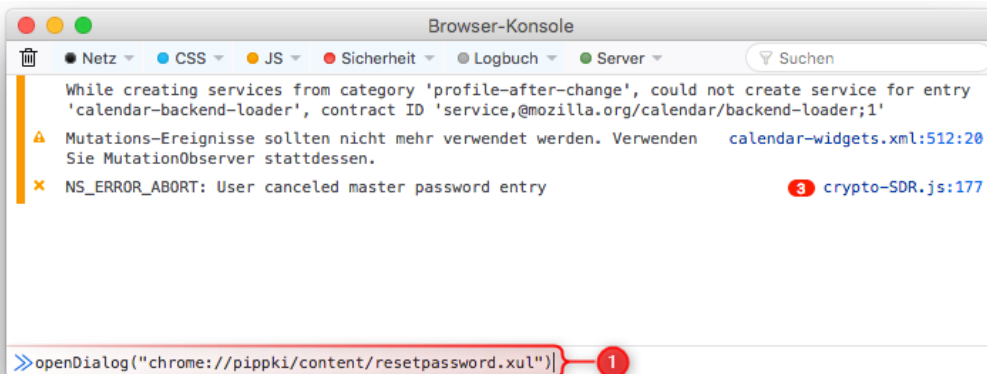 Browser-Konsole
Netz CSS JS Sicherheit Logbuch Server Suchen
While creating services from category 'profile-after-change', could not create service for entry
'calendar-backend-loader', contract ID 'service,@mozilla.org/calendar/backend-loader;1'
Mutations-Ereignisse sollten nicht mehr verwendet werden. Verwenden calendar-widgets.xml:512:20
Sie MutationObserver stattdessen.
NS_ERROR_ABORT: User canceled master password entry 3 crypto-SDR.js:177
≫openDialog("chrome://pippki/content/resetpassword.xul") 1